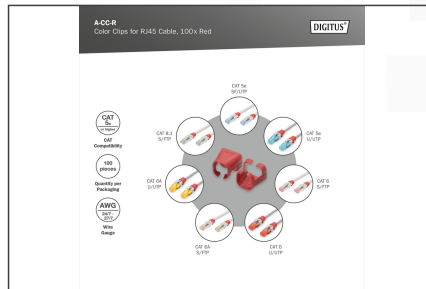 A-CC-R
Color Clips for RJ45 Cable, 100x Red
DIGITUS®
CAT
5e
or higher
CAT
Compatibility
100
pieces
Quantity per
Packaging
AWG
24/7 -
27/7
Wire
Gauge
CAT 5e
SF/UTP
CAT 8.1
S/FTP
CAT 5e
U/UTP
CAT 6A
U/UTP
CAT 6
S/FTP
CAT 6A
S/FTP
CAT 6
U/UTP